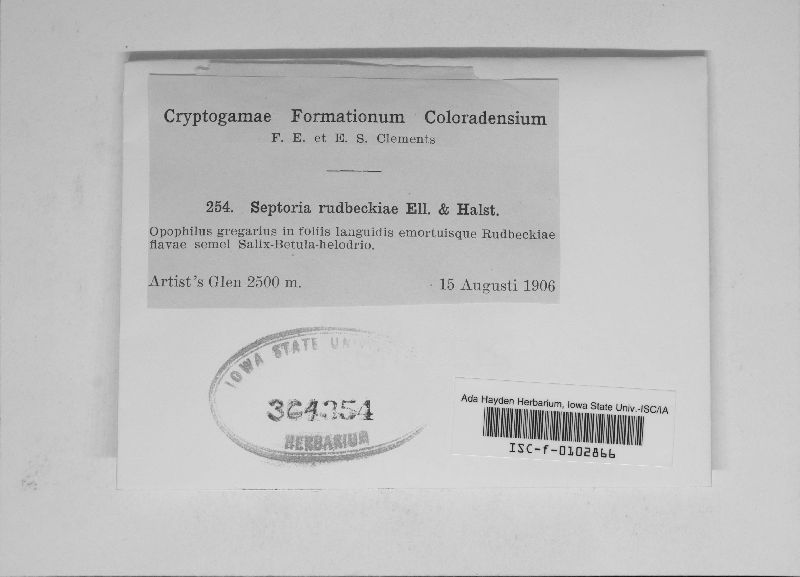 Cryptogamae Formationum Coloradensium
F. E. et E. S. Clements
254. Septoria rudbeckiae Ell. & Halst.
Opophilus gregarius in foliis languidis emortuisque Rudbeckiae
flavae semel Salix-Betula-helodrio.
Artist's Glen 2500 m. 15 Augusti 1906
IOWA STATE
364354
HERBARIUM
Ada Hayden Herbarium, Iowa State Univ.-ISC/IA
ISC-f-0102866